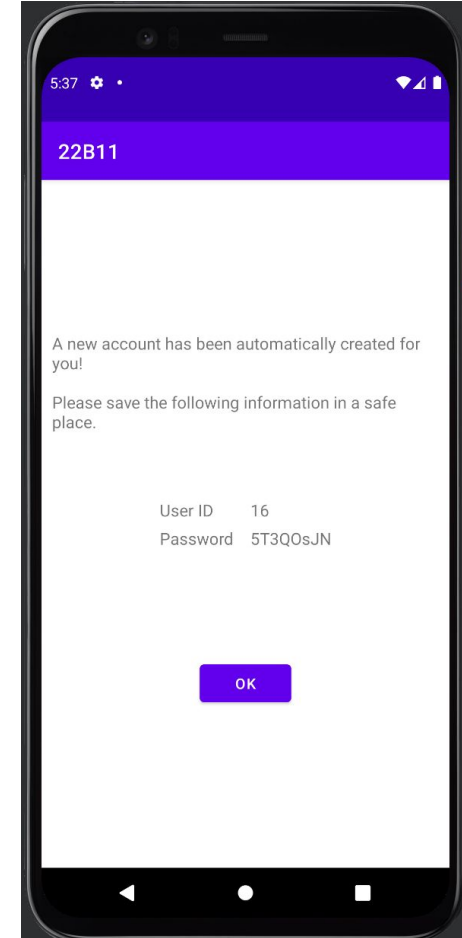 5:37
22B11
A new account has been automatically created for
you!
Please save the following information in a safe
place.
User ID 16
Password 5T3QOsJN
OK